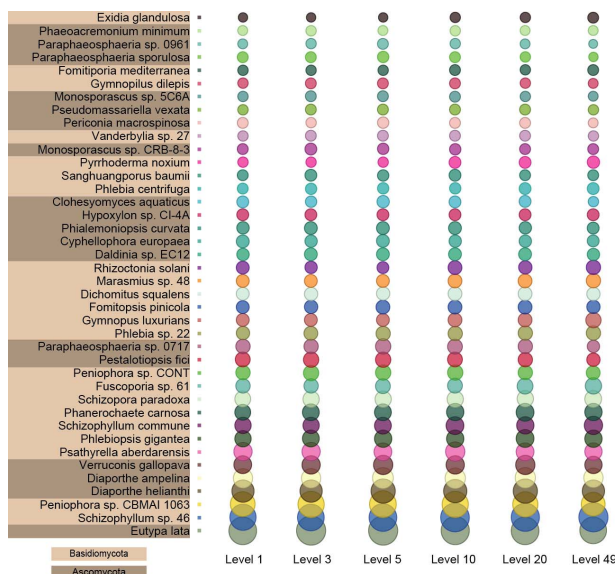 Exidia glandulosa
Phaeoacremonium minimum
Paraphaeosphaeria sp. 0961
Paraphaeosphaeria sporulosa
Fomitiporia mediterranea
Gymnopilus dilepis
Monosporascus sp. 5C6A
Pseudomassariella vexata
Periconia macrospinosa
Vanderbylia sp. 27
Monosporascus sp. CRB-8-3
Pyrrhoderma noxium
Sanghuangporus baumii
Phlebia centrifuga
Clohesyomyces aquaticus
Hypoxylon sp. CI-4A
Phialemoniopsis curvata
Cyphellophora europaea
Daldinia sp. EC12
Rhizoctonia solani
Marasmius sp. 48
Dichomitus squalens
Fomitopsis pinicola
Gymnopus luxurians
Phlebia sp. 22
Paraphaeosphaeria sp. 0717
Pestalotiopsis fici
Peniophora sp. CONT
Fuscoporia sp. 61
Schizopora paradoxa
Phanerochaete carnosa
Schizophyllum commune
Phlebiopsis gigantea
Psathyrella aberdarensis
Verruconis gallopava
Diaporthe ampelina
Diaporthe helianthi
Peniophora sp. CBMAI 1063
Schizophyllum sp. 46
Eutypa lata
Basidiomycota
Ascomycota
Level 1 Level 3 Level 5 Level 10 Level 20 Level 49